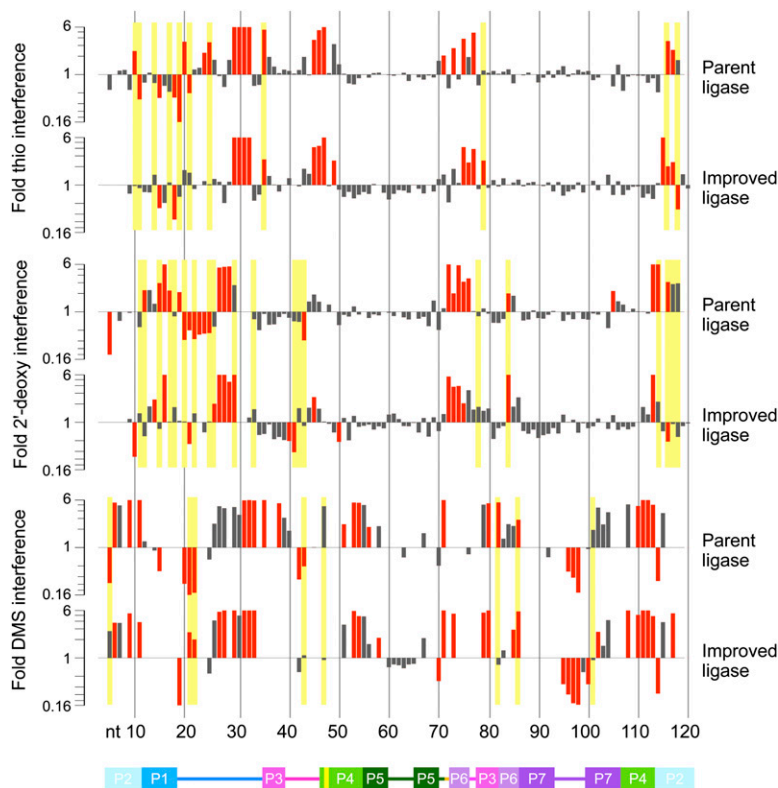 Fold thio interference
6
1
0.16
Parent
ligase
6
1
0.16
Improved
ligase
Fold 2'-deoxy interference
6
1
0.16
Parent
ligase
6
1
0.16
Improved
ligase
Fold DMS interference
6
1
0.16
Parent
ligase
6
1
0.16
Improved
ligase
nt 10 20 30 40 50 60 70 80 90 100 110 120
P2 P1 P3 P4 P5 P5 P6 P3 P6 P7 P7 P4 P2